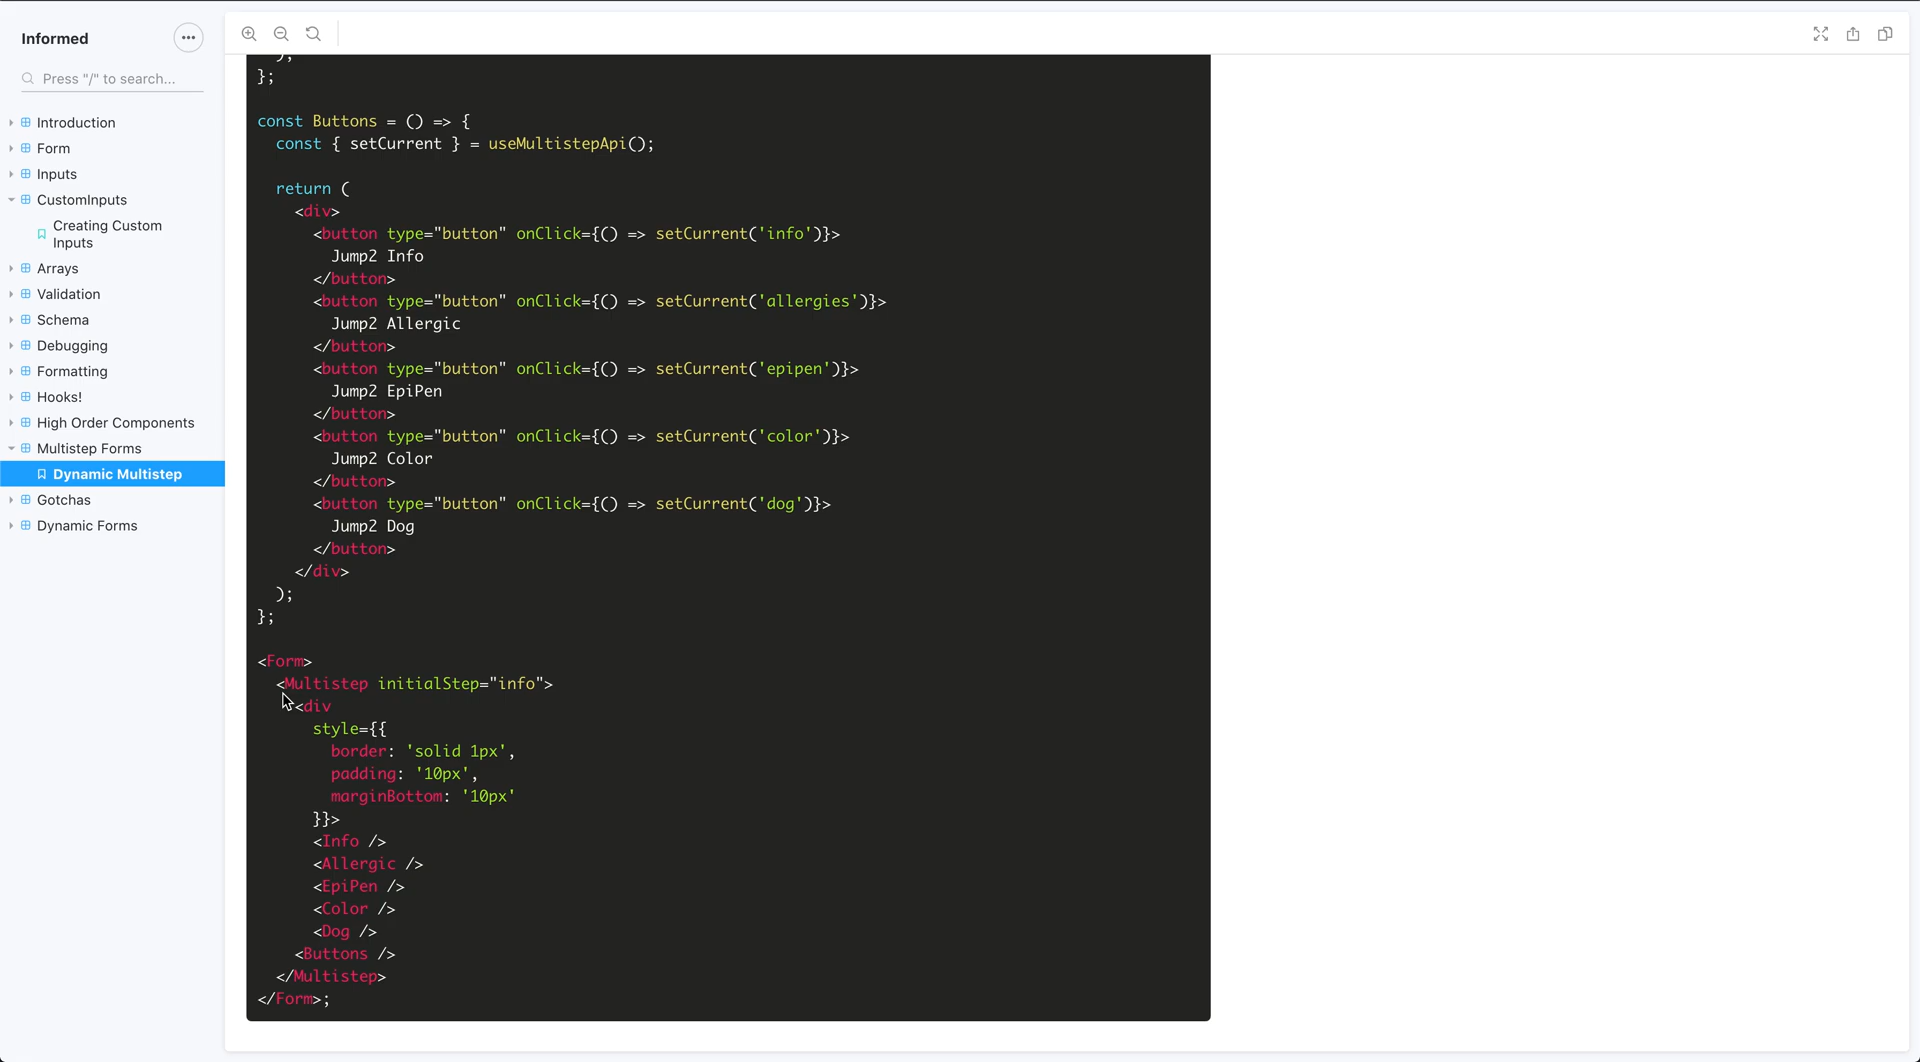 Informed
Press "/" to search...
Introduction
Form
Inputs
CustomInputs
Creating Custom
Inputs
Arrays
Validation
Schema
Debugging
Formatting
Hooks!
High Order Components
Multistep Forms
Dynamic Multistep
Gotchas
Dynamic Forms
);
};
const Buttons = () => {
  const { setCurrent } = useMultistepApi();
  return (
    <div>
      <button type="button" onClick={() => setCurrent('info')}>
        Jump2 Info
      </button>
      <button type="button" onClick={() => setCurrent('allergies')}>
        Jump2 Allergic
      </button>
      <button type="button" onClick={() => setCurrent('epipen')}>
        Jump2 EpiPen
      </button>
      <button type="button" onClick={() => setCurrent('color')}>
        Jump2 Color
      </button>
      <button type="button" onClick={() => setCurrent('dog')}>
        Jump2 Dog
      </button>
    </div>
  );
};
<Form>
  <Multistep initialStep="info">
    <div
      style={{
        border: 'solid 1px',
        padding: '10px',
        marginBottom: '10px'
      }}>
      <Info />
      <Allergic />
      <EpiPen />
      <Color />
      <Dog />
    <Buttons />
  </Multistep>
</Form>;